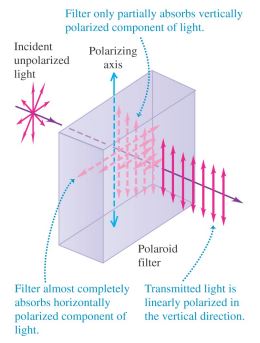 Filter only partially absorbs vertically
polarized component of light.
Incident
unpolarized
light
Polarizing
axis
Polaroid
filter
Filter almost completely
absorbs horizontally
polarized component of
light.
Transmitted light is
linearly polarized in
the vertical direction.